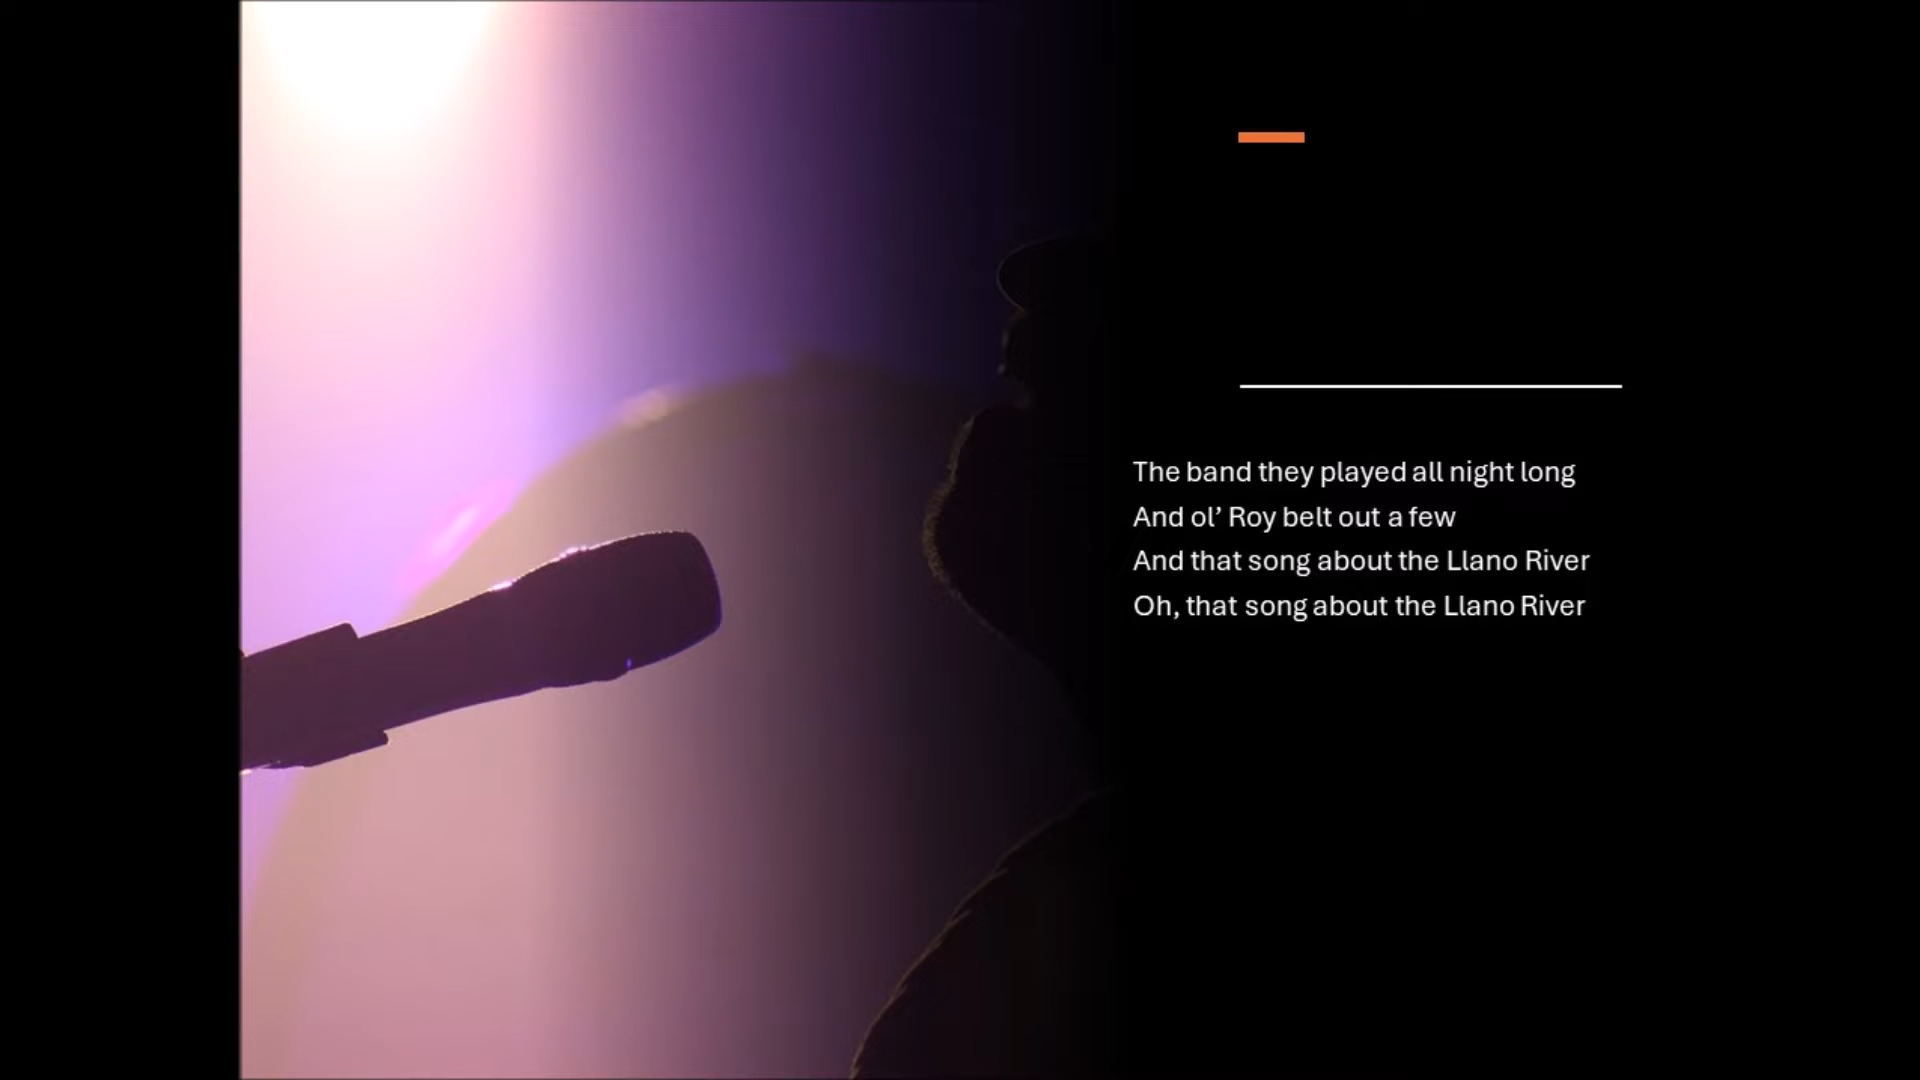 The band they played all night long
And ol’ Roy belt out a few
And that song about the Llano River
Oh, that song about the Llano River